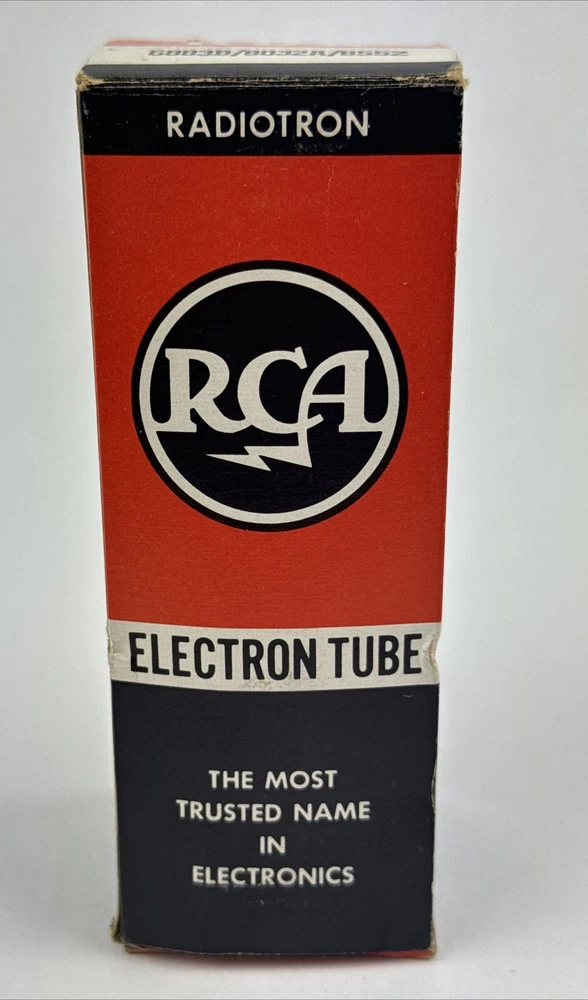 RADIOTRON
RCA
ELECTRON TUBE
THE MOST
TRUSTED NAME
IN
ELECTRONICS